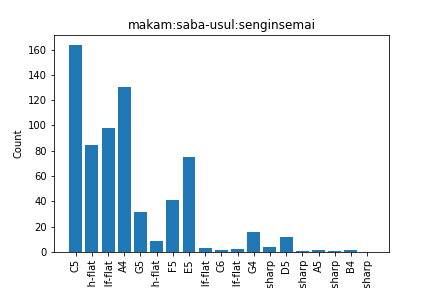 makam:saba-usul:senginsemai
160
140
120
100
80
60
40
20
0
Count
C5
h-flat
lf-flat
A4
G5
h-flat
F5
E5
lf-flat
C6
lf-flat
G4
sharp
D5
sharp
A5
sharp
B4
sharp